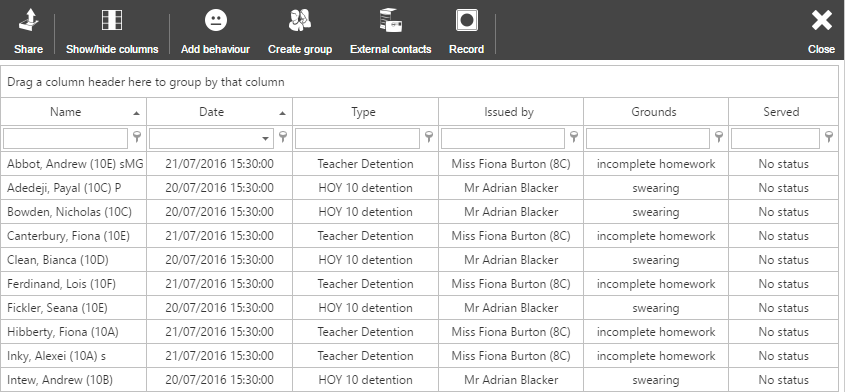 Share Show/hide columns Add behaviour Create group External contacts Record Close
Drag a column header here to group by that column
Name Date Type Issued by Grounds Served
Abbot, Andrew (10E) sMG 21/07/2016 15:30:00 Teacher Detention Miss Fiona Burton (8C) incomplete homework No status
Adedeji, Payal (10C) P 20/07/2016 15:30:00 HOY 10 detention Mr Adrian Blacker swearing No status
Bowden, Nicholas (10C) 20/07/2016 15:30:00 HOY 10 detention Mr Adrian Blacker swearing No status
Canterbury, Fiona (10E) 21/07/2016 15:30:00 Teacher Detention Miss Fiona Burton (8C) incomplete homework No status
Clean, Bianca (10D) 20/07/2016 15:30:00 HOY 10 detention Mr Adrian Blacker swearing No status
Ferdinand, Lois (10F) 21/07/2016 15:30:00 Teacher Detention Miss Fiona Burton (8C) incomplete homework No status
Fickler, Seana (10E) 20/07/2016 15:30:00 HOY 10 detention Mr Adrian Blacker swearing No status
Hibberty, Fiona (10A) 21/07/2016 15:30:00 Teacher Detention Miss Fiona Burton (8C) incomplete homework No status
Inky, Alexei (10A) s 21/07/2016 15:30:00 Teacher Detention Miss Fiona Burton (8C) incomplete homework No status
Intew, Andrew (10B) 20/07/2016 15:30:00 HOY 10 detention Mr Adrian Blacker swearing No status